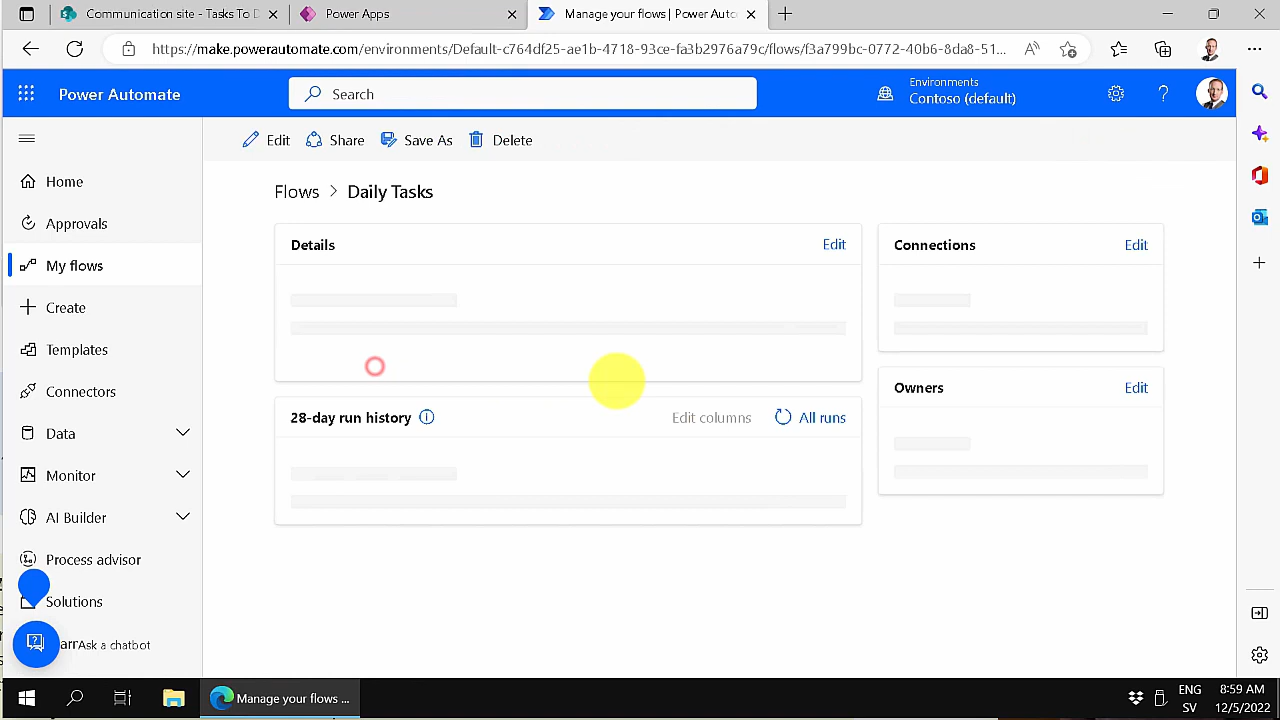 Communication site - Tasks To D
Power Apps
Manage your flows | Power Auto
https://make.powerautomate.com/environments/Default-c764df25-ae1b-4718-93ce-fa3b2976a79c/flows/f3a799bc-0772-40b6-8da8-51...
Power Automate
Search
Environments
Contoso (default)
Edit
Share
Save As
Delete
Home
Approvals
My flows
Create
Templates
Connectors
Data
Monitor
AI Builder
Process advisor
Solutions
Ask a chatbot
Flows > Daily Tasks
Details
Edit
28-day run history
Edit columns
All runs
Connections
Edit
Owners
Edit
Manage your flows ...
ENG
SV
8:59 AM
12/5/2022